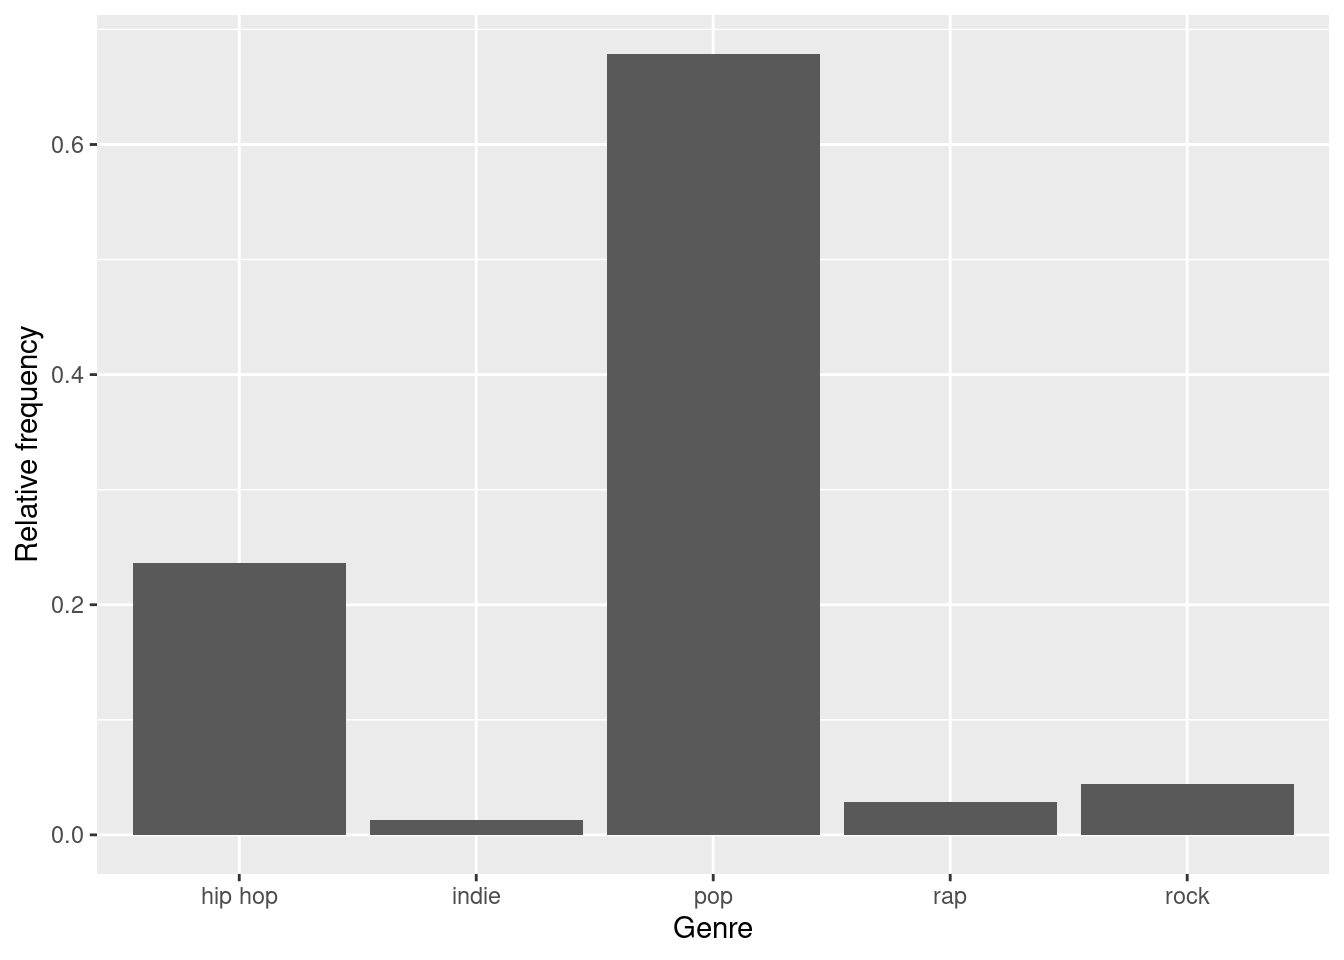 Relative frequency
0.6
0.4
0.2
0.0
hip hop
indie
pop
rap
rock
Genre